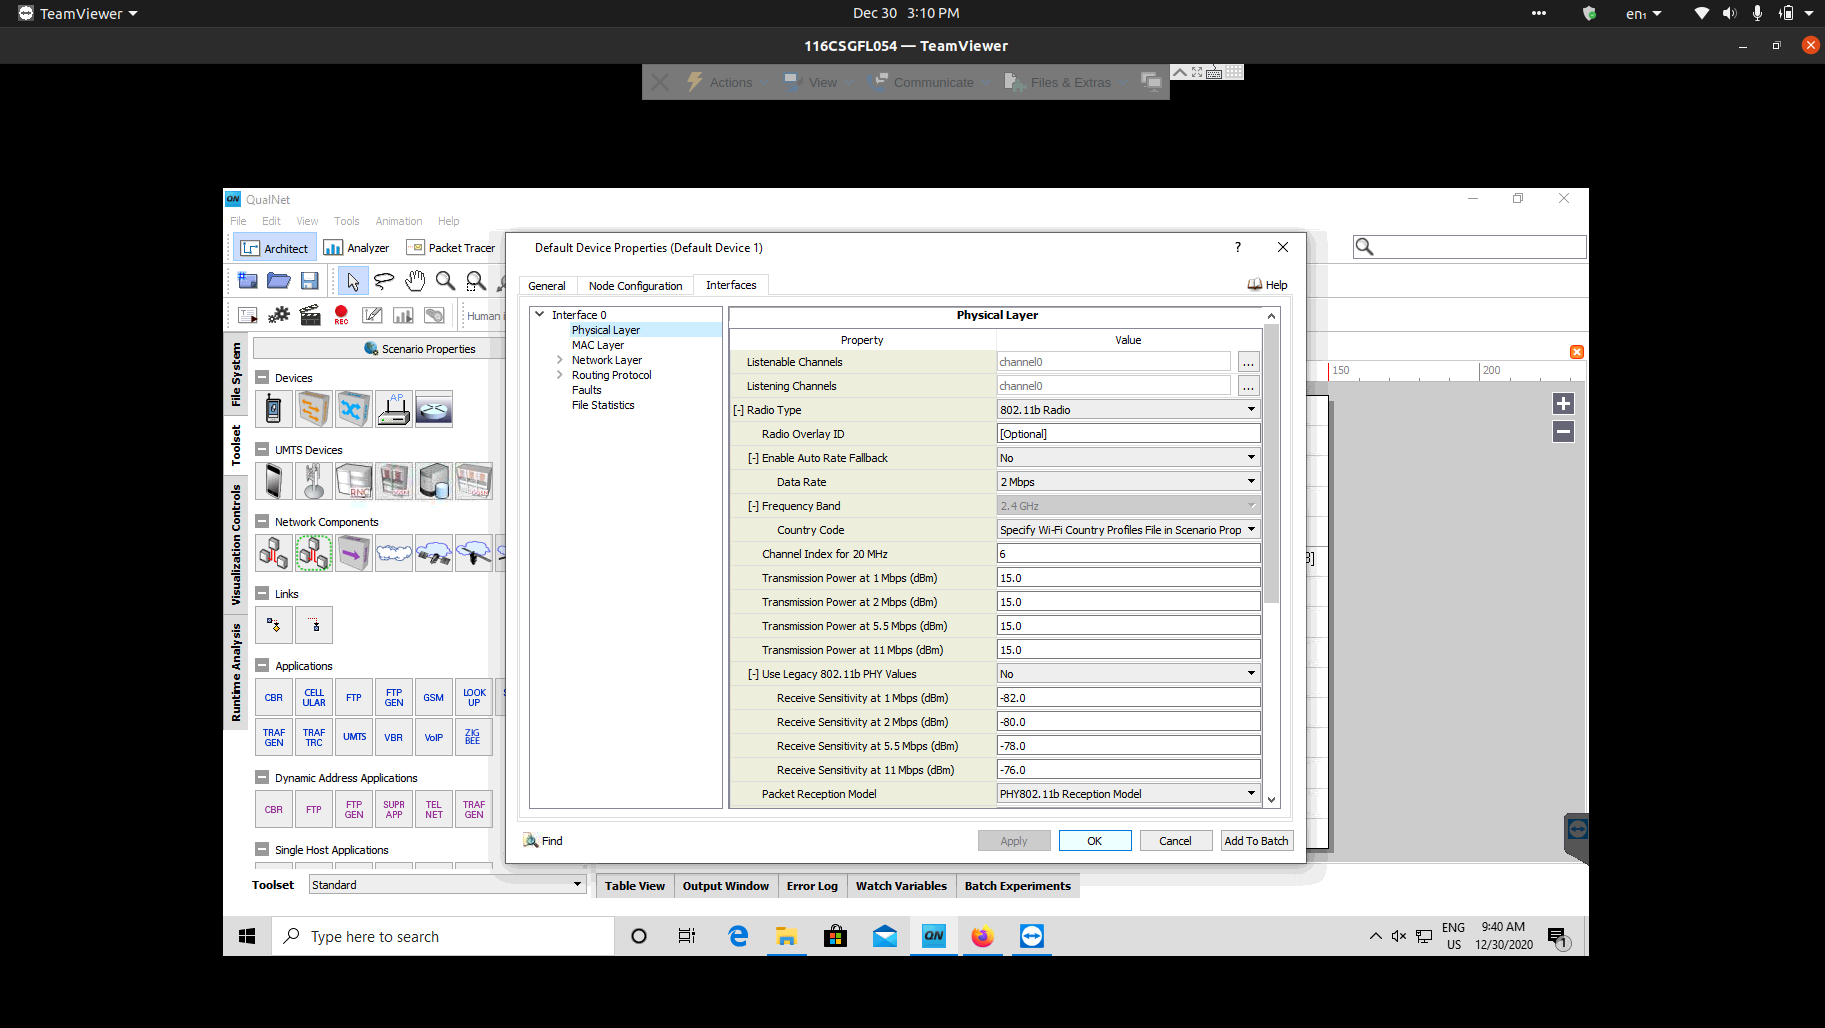 TeamViewer
Dec 30 3:10 PM
en1
116CSGFL054 — TeamViewer
Actions
View
Communicate
Files & Extras
QN QualNet
File Edit View Tools Animation Help
Architect
Analyzer
Packet Tracer
REC
Human i
File System
Toolset
Visualization Controls
Runtime Analysis
Scenario Properties
Devices
AP
UMTS Devices
RNC
Network Components
Links
Applications
CBR
CELL ULAR
FTP
FTP GEN
GSM
LOOK UP
TRAF GEN
TRAF TRC
UMTS
VBR
VoIP
ZIG BEE
Dynamic Address Applications
CBR
FTP
FTP GEN
SUPR APP
TEL NET
TRAF GEN
Single Host Applications
Toolset Standard
Default Device Properties (Default Device 1)
?
General
Node Configuration
Interfaces
Help
Interface 0
Physical Layer
MAC Layer
Network Layer
Routing Protocol
Faults
File Statistics
Physical Layer
Property Value
Listenable Channels channel0 ...
Listening Channels channel0 ...
[-] Radio Type 802.11b Radio
Radio Overlay ID [Optional]
[-] Enable Auto Rate Fallback No
Data Rate 2 Mbps
[-] Frequency Band 2.4 GHz
Country Code Specify Wi-Fi Country Profiles File in Scenario Prop
Channel Index for 20 MHz 6
Transmission Power at 1 Mbps (dBm) 15.0
Transmission Power at 2 Mbps (dBm) 15.0
Transmission Power at 5.5 Mbps (dBm) 15.0
Transmission Power at 11 Mbps (dBm) 15.0
[-] Use Legacy 802.11b PHY Values No
Receive Sensitivity at 1 Mbps (dBm) -82.0
Receive Sensitivity at 2 Mbps (dBm) -80.0
Receive Sensitivity at 5.5 Mbps (dBm) -78.0
Receive Sensitivity at 11 Mbps (dBm) -76.0
Packet Reception Model PHY802.11b Reception Model
Find
Apply
OK
Cancel
Add To Batch
150
200
Table View
Output Window
Error Log
Watch Variables
Batch Experiments
Type here to search
QN
ENG
US
9:40 AM
12/30/2020
1